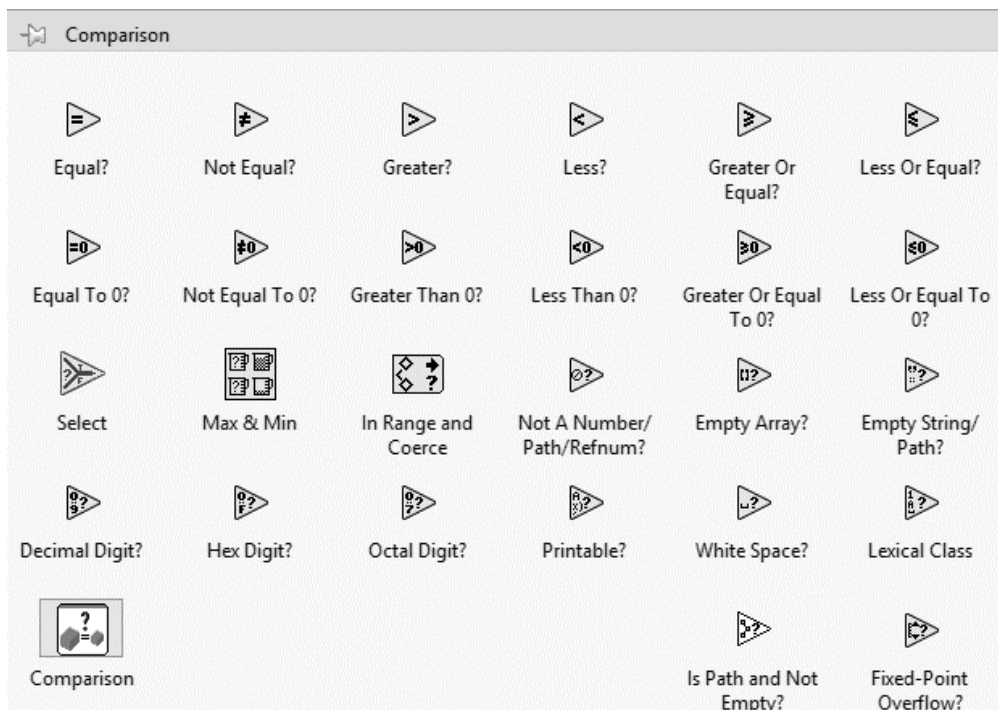 Comparison
Equal? Not Equal? Greater? Less? Greater Or Equal? Less Or Equal?
Equal To 0? Not Equal To 0? Greater Than 0? Less Than 0? Greater Or Equal To 0? Less Or Equal To 0?
Select Max & Min In Range and Coerce Not A Number/ Path/Refnum? Empty Array? Empty String/ Path?
Decimal Digit? Hex Digit? Octal Digit? Printable? White Space? Lexical Class
Comparison Is Path and Not Empty? Fixed-Point Overflow?